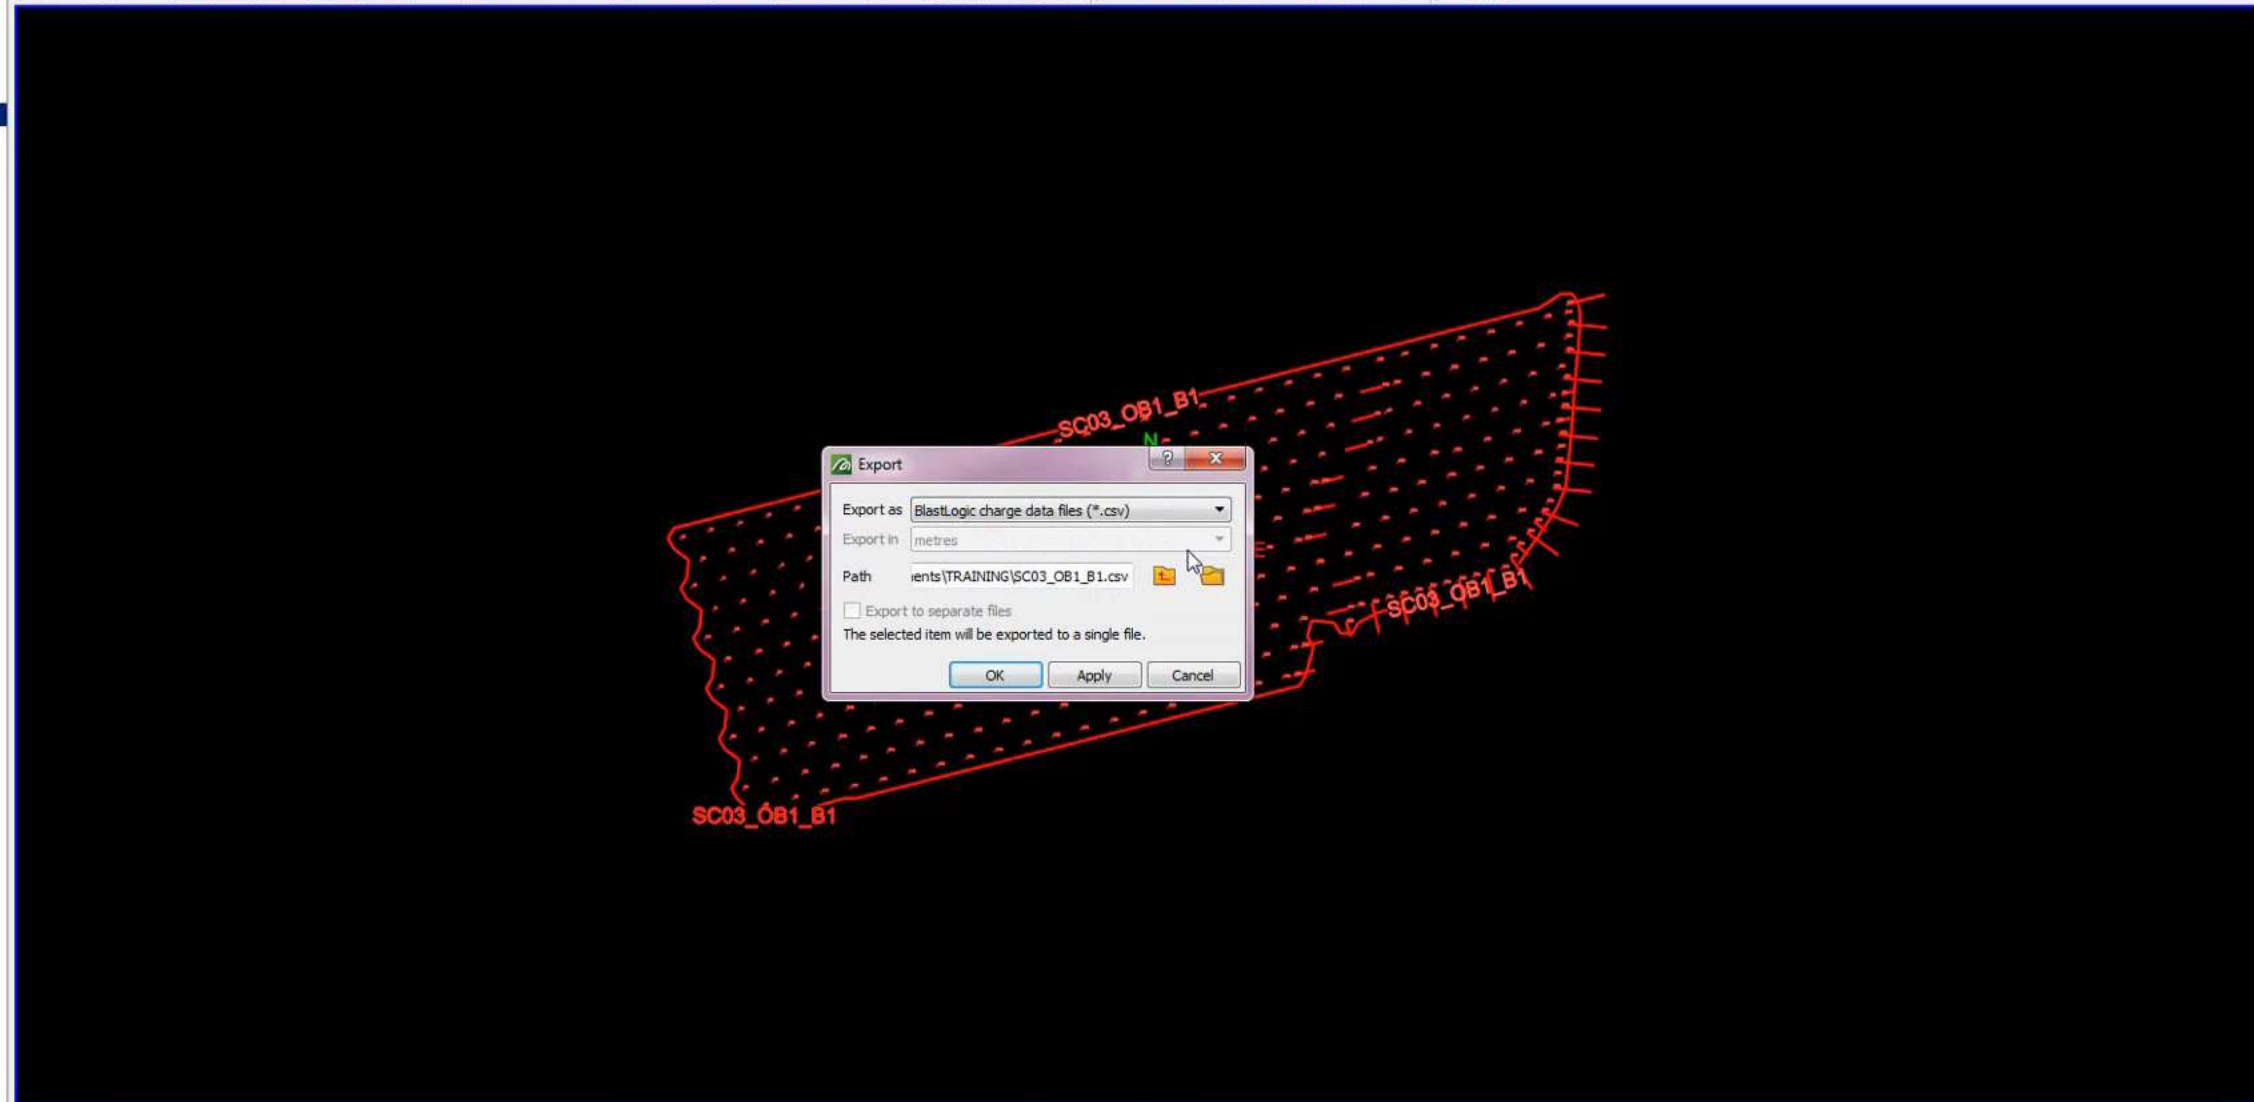 SC03_OB1_B1
N
Export
?
Export as BlastLogic charge data files (*.csv)
Export in metres
Path ients\TRAINING\SC03_OB1_B1.csv
Export to separate files
The selected item will be exported to a single file.
OK Apply Cancel
SC03_OB1_B1
SC03_OB1_B1